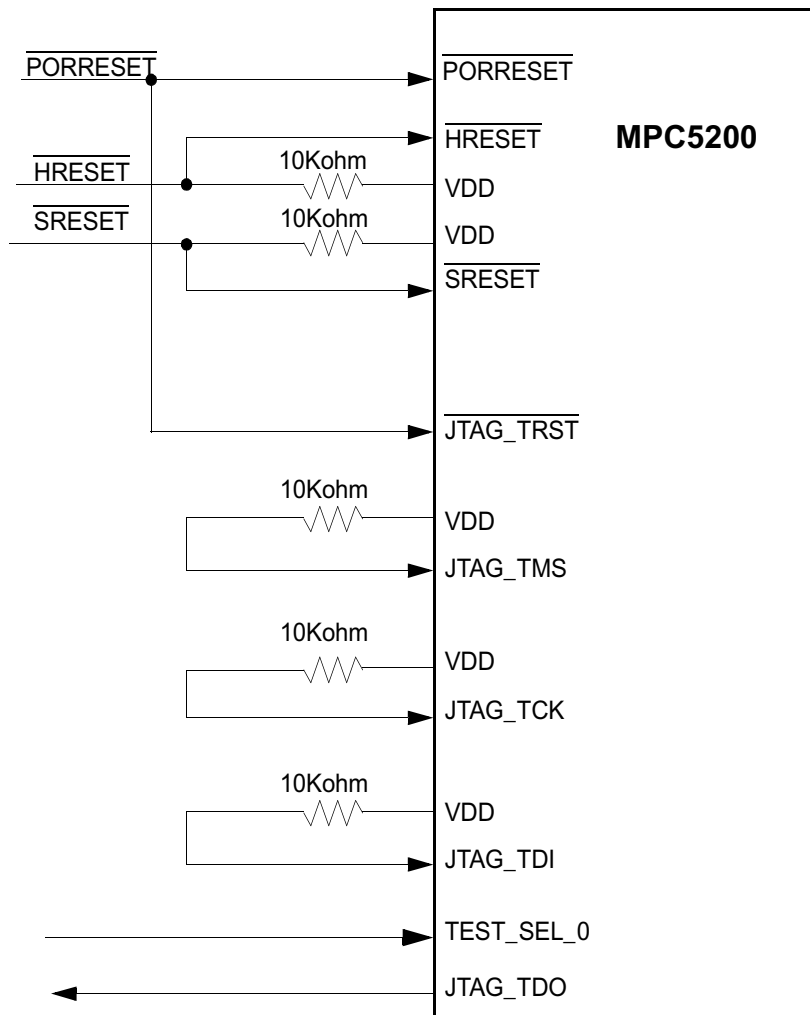 PORRESET
PORRESET
HRESET
MPC5200
HRESET
10Kohm
VDD
SRESET
10Kohm
VDD
SRESET
JTAG_TRST
10Kohm
VDD
JTAG_TMS
10Kohm
VDD
JTAG_TCK
10Kohm
VDD
JTAG_TDI
TEST_SEL_0
JTAG_TDO